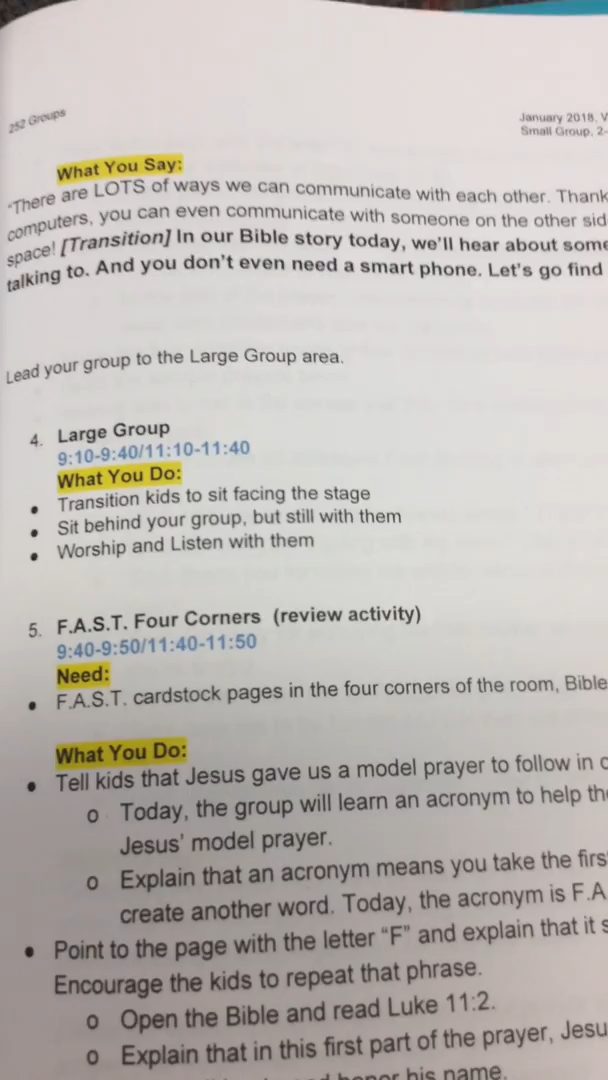 252 Groups
January 2018, 
Small Group, 2-
What You Say:
"There are LOTS of ways we can communicate with each other. Thank
computers, you can even communicate with someone on the other sid
space! [Transition] In our Bible story today, we'll hear about some
talking to. And you don't even need a smart phone. Let's go find
Lead your group to the Large Group area.
4. Large Group
9:10-9:40/11:10-11:40
What You Do:
• Transition kids to sit facing the stage
• Sit behind your group, but still with them
• Worship and Listen with them
5. F.A.S.T. Four Corners (review activity)
9:40-9:50/11:40-11:50
Need:
• F.A.S.T. cardstock pages in the four corners of the room, Bible
What You Do:
• Tell kids that Jesus gave us a model prayer to follow in
o Today, the group will learn an acronym to help the
Jesus' model prayer.
o Explain that an acronym means you take the firs
create another word. Today, the acronym is F.A
• Point to the page with the letter "F" and explain that it s
Encourage the kids to repeat that phrase.
o Open the Bible and read Luke 11:2.
o Explain that in this first part of the prayer, Jesu
honor his name.